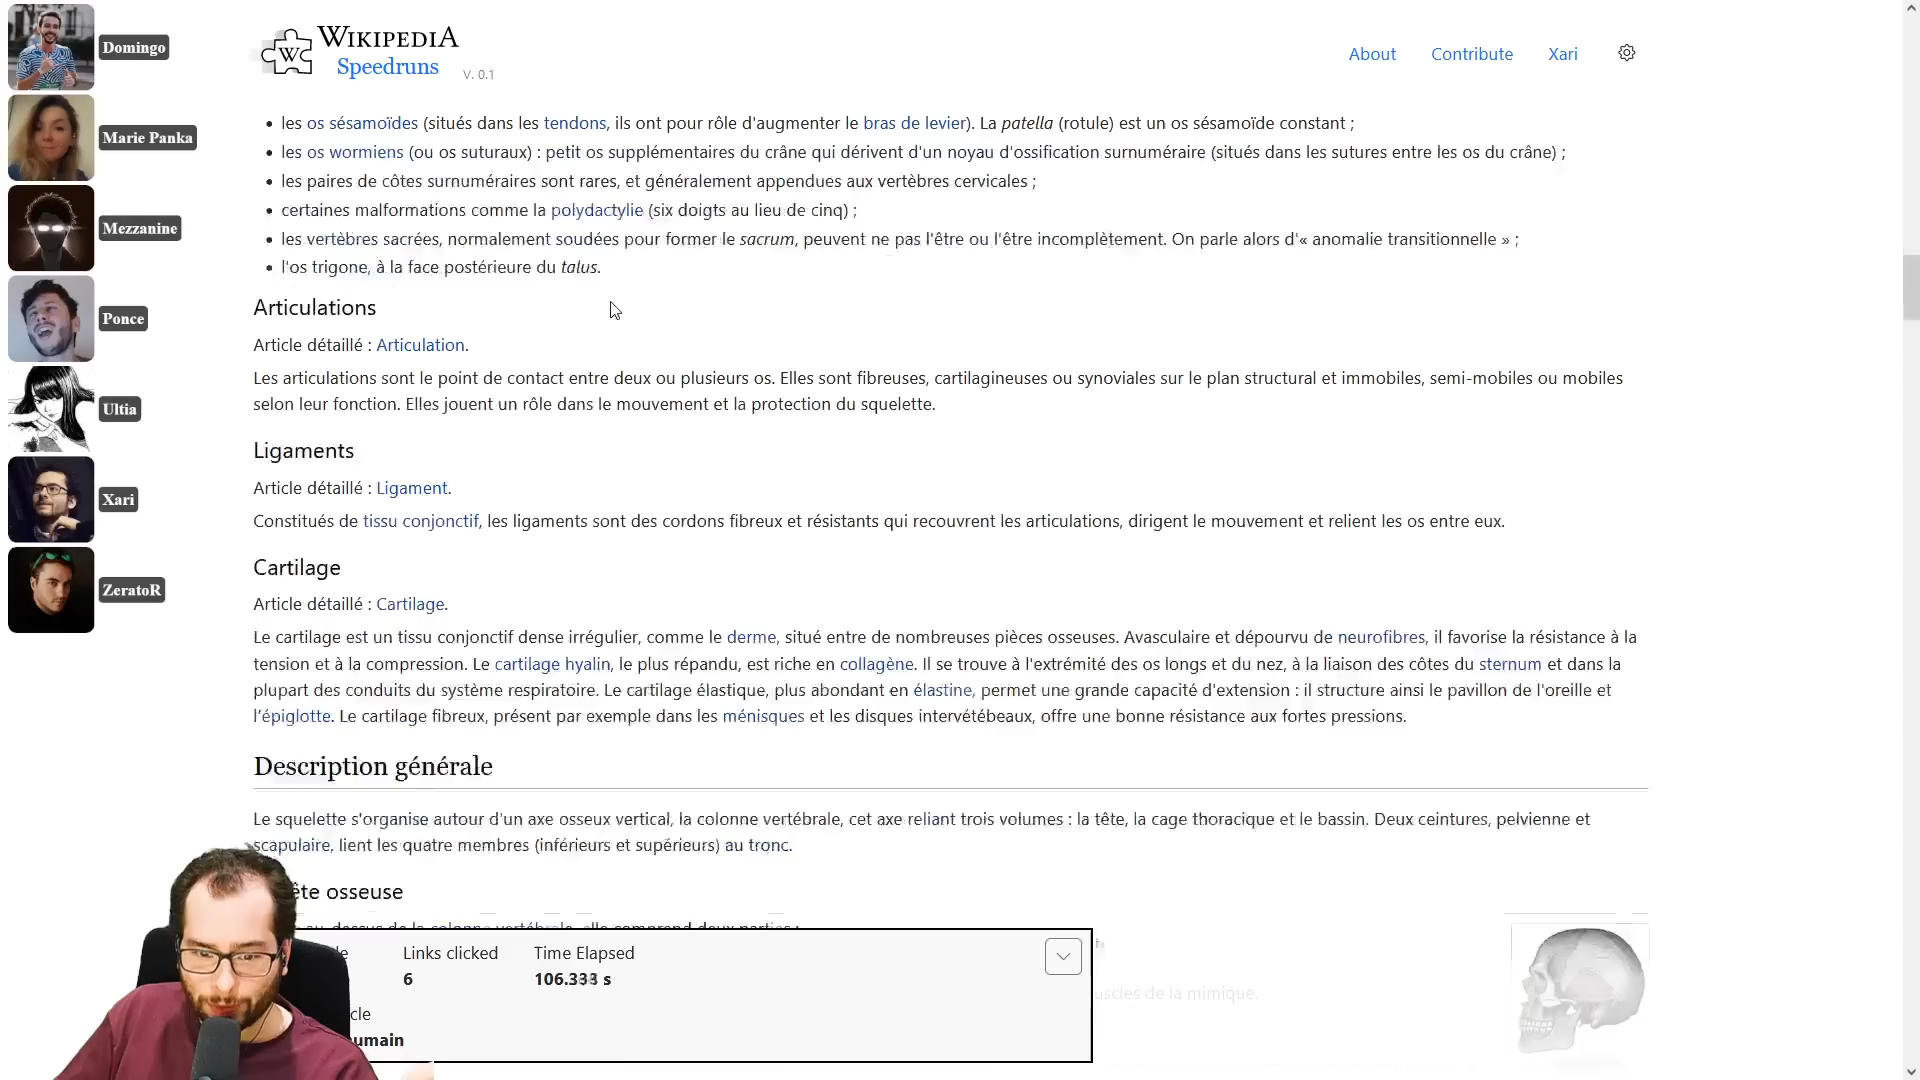 Domingo
Marie Panka
Mezzanine
Ponce
Ultia
Xari
ZeratoR
W
WIKIPEDIA
Speedruns
V. 0.1
About
Contribute
Xari
les os sésamoïdes (situés dans les tendons, ils ont pour rôle d'augmenter le bras de levier). La patella (rotule) est un os sésamoïde constant ;
les os wormiens (ou os suturaux) : petit os supplémentaires du crâne qui dérivent d'un noyau d'ossification surnuméraire (situés dans les sutures entre les os du crâne) ;
les paires de côtes surnuméraires sont rares, et généralement appendues aux vertèbres cervicales ;
certaines malformations comme la polydactylie (six doigts au lieu de cinq) ;
les vertèbres sacrées, normalement soudées pour former le sacrum, peuvent ne pas l'être ou l'être incomplètement. On parle alors d'« anomalie transitionnelle » ;
l'os trigone, à la face postérieure du talus.
Articulations
Article détaillé : Articulation.
Les articulations sont le point de contact entre deux ou plusieurs os. Elles sont fibreuses, cartilagineuses ou synoviales sur le plan structural et immobiles, semi-mobiles ou mobiles
selon leur fonction. Elles jouent un rôle dans le mouvement et la protection du squelette.
Ligaments
Article détaillé : Ligament.
Constitués de tissu conjonctif, les ligaments sont des cordons fibreux et résistants qui recouvrent les articulations, dirigent le mouvement et relient les os entre eux.
Cartilage
Article détaillé : Cartilage.
Le cartilage est un tissu conjonctif dense irrégulier, comme le derme, situé entre de nombreuses pièces osseuses. Avasculaire et dépourvu de neurofibres, il favorise la résistance à la
tension et à la compression. Le cartilage hyalin, le plus répandu, est riche en collagène. Il se trouve à l'extrémité des os longs et du nez, à la liaison des côtes du sternum et dans la
plupart des conduits du système respiratoire. Le cartilage élastique, plus abondant en élastine, permet une grande capacité d'extension : il structure ainsi le pavillon de l'oreille et
l'épiglotte. Le cartilage fibreux, présent par exemple dans les ménisques et les disques intervétébeaux, offre une bonne résistance aux fortes pressions.
Description générale
Le squelette s'organise autour d'un axe osseux vertical, la colonne vertébrale, cet axe reliant trois volumes : la tête, la cage thoracique et le bassin. Deux ceintures, pelvienne et
scapulaire, lient les quatre membres (inférieurs et supérieurs) au tronc.
ête osseuse
au-dessus de la colonne vertébrale, elle comprend deux parties :
Links clicked
Time Elapsed
6
106.333 s
uscles de la mimique.
cle
umain